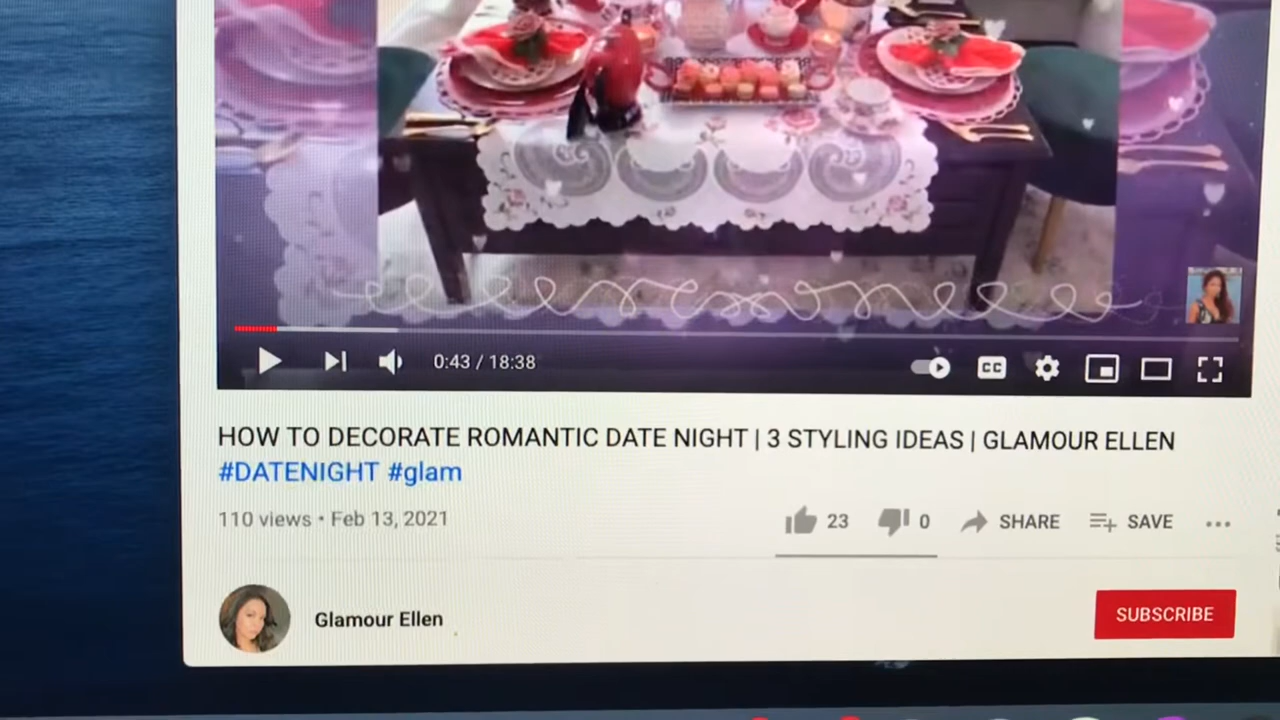 0:43 / 18:38
CC
HOW TO DECORATE ROMANTIC DATE NIGHT | 3 STYLING IDEAS | GLAMOUR ELLEN
#DATENIGHT #glam
110 views • Feb 13, 2021
23
0
SHARE
SAVE
Glamour Ellen
SUBSCRIBE